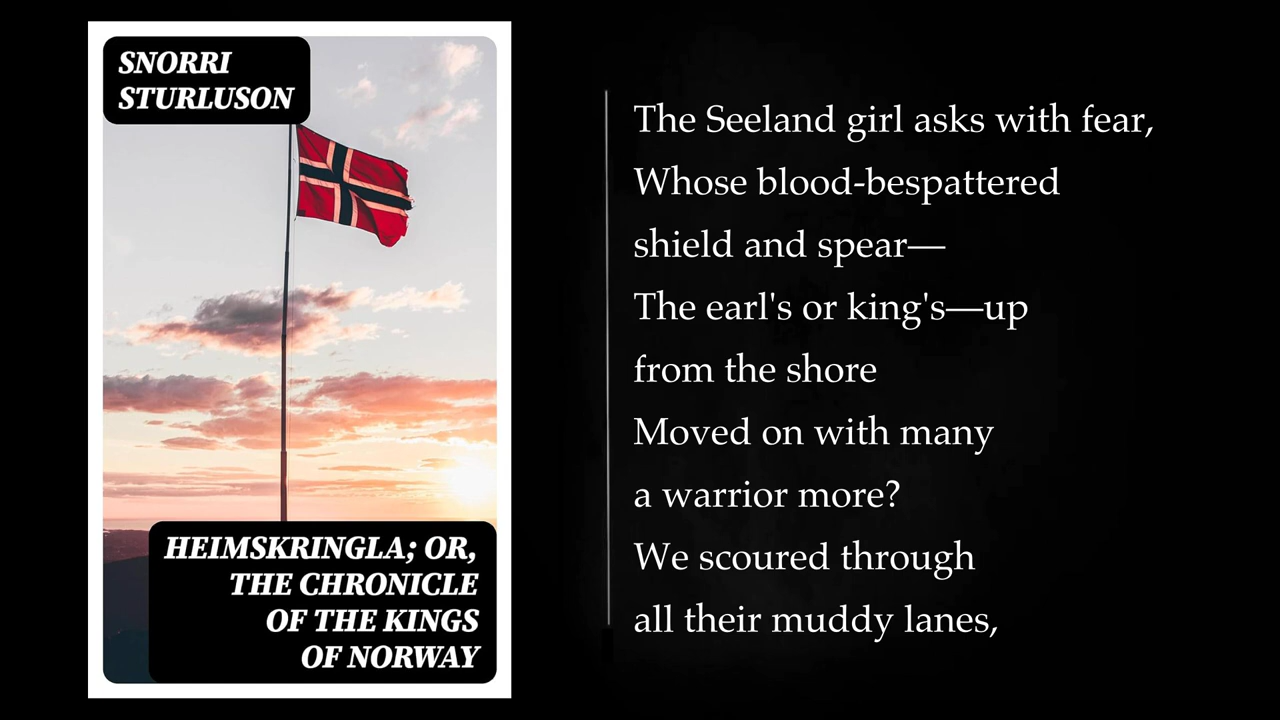 SNORRI
STURLUSON
HEIMSKRINGLA; OR,
THE CHRONICLE
OF THE KINGS
OF NORWAY
The Seeland girl asks with fear,
Whose blood-bespattered
shield and spear—
The earl's or king's—up
from the shore
Moved on with many
a warrior more?
We scoured through
all their muddy lanes,